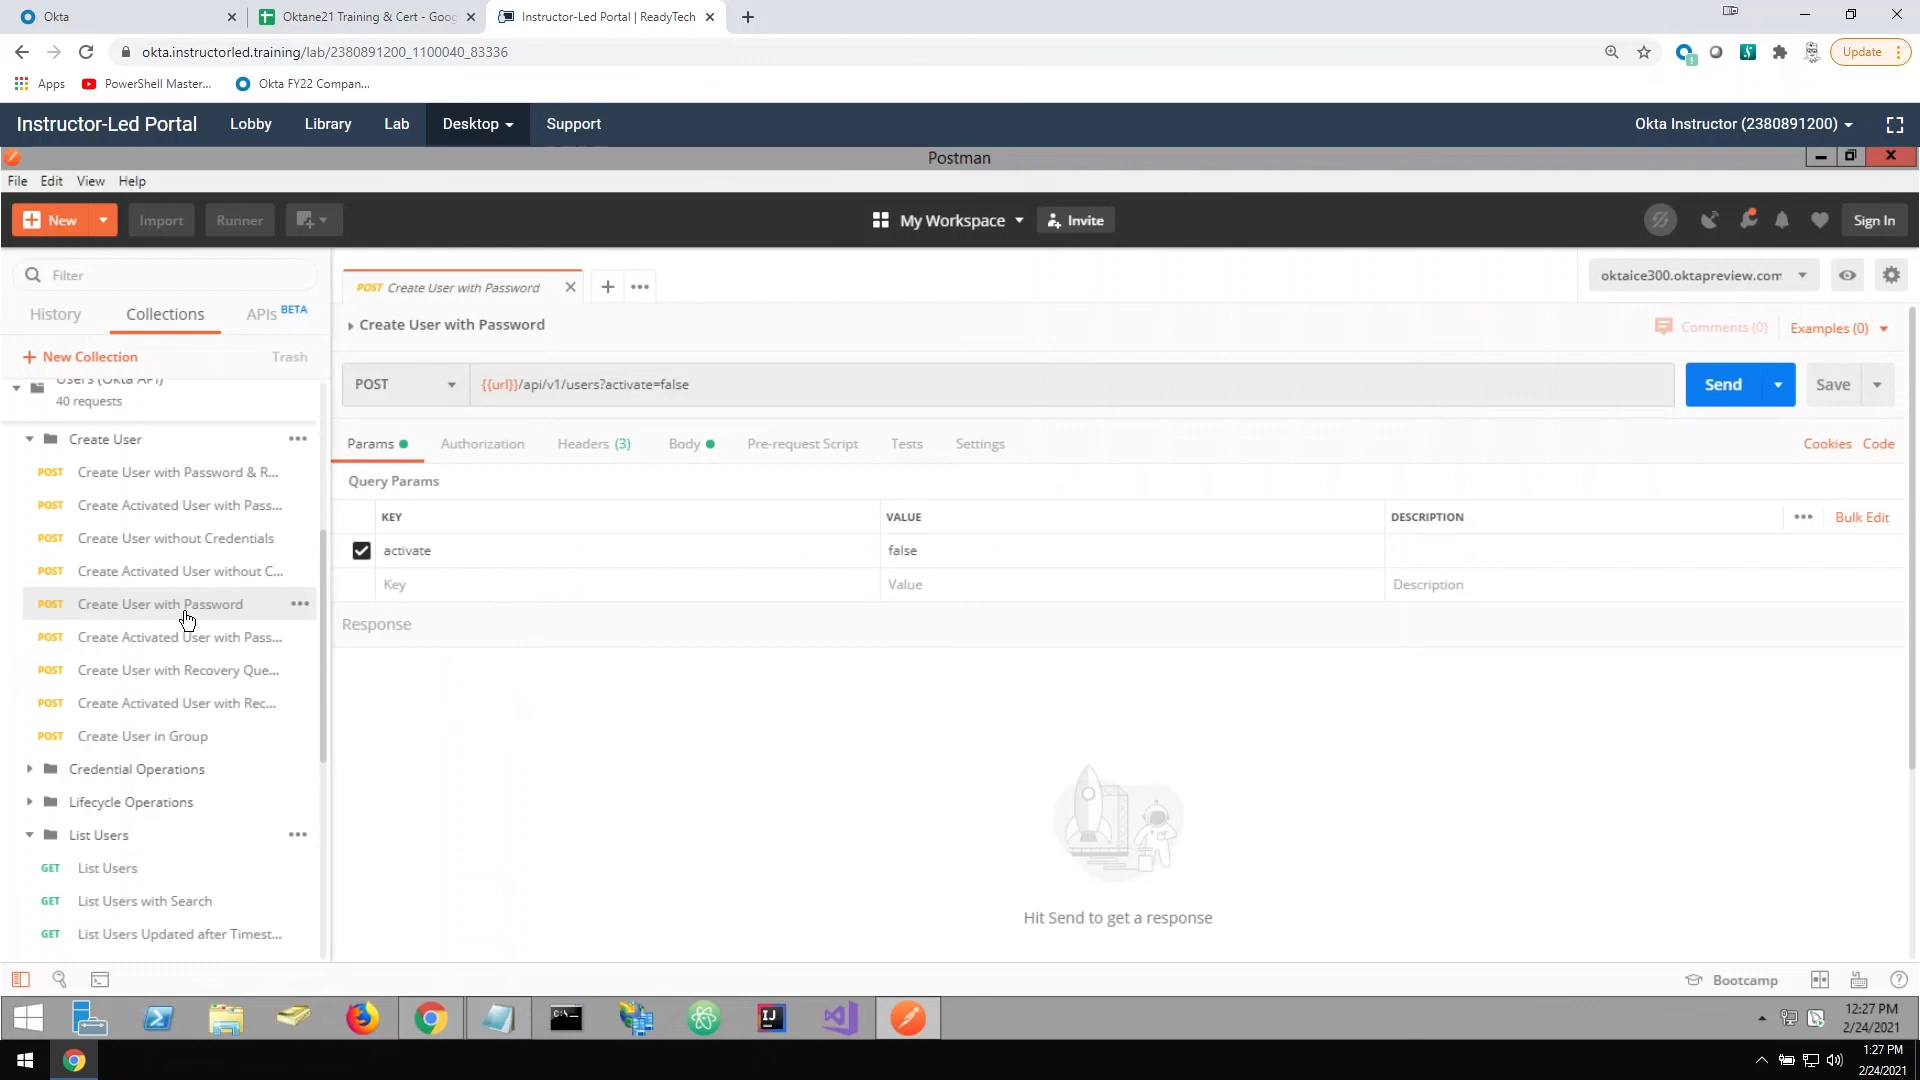 Okta
Oktane21 Training & Cert - Goog
Instructor-Led Portal | ReadyTech
okta.instructorled.training/lab/2380891200_1100040_83336
Update
Apps
PowerShell Master...
Okta FY22 Compan...
Instructor-Led Portal
Lobby
Library
Lab
Desktop
Support
Okta Instructor (2380891200)
Postman
File Edit View Help
New
Import
Runner
My Workspace
Invite
Sign In
Filter
History
Collections
APIs BETA
New Collection
Trash
Users (Okta API)
40 requests
Create User
POST Create User with Password & R...
POST Create Activated User with Pass...
POST Create User without Credentials
POST Create Activated User without C...
POST Create User with Password
POST Create Activated User with Pass...
POST Create User with Recovery Que...
POST Create Activated User with Rec...
POST Create User in Group
Credential Operations
Lifecycle Operations
List Users
GET List Users
GET List Users with Search
GET List Users Updated after Timest...
POST Create User with Password
oktaice300.oktapreview.com
Create User with Password
Comments (0)
Examples (0)
POST
{{url}}/api/v1/users?activate=false
Send
Save
Params
Authorization
Headers (3)
Body
Pre-request Script
Tests
Settings
Cookies Code
Query Params
KEY VALUE DESCRIPTION
Bulk Edit
activate false
Key Value Description
Response
Hit Send to get a response
Bootcamp
C:\
IJ
12:27 PM
2/24/2021
1:27 PM
2/24/2021